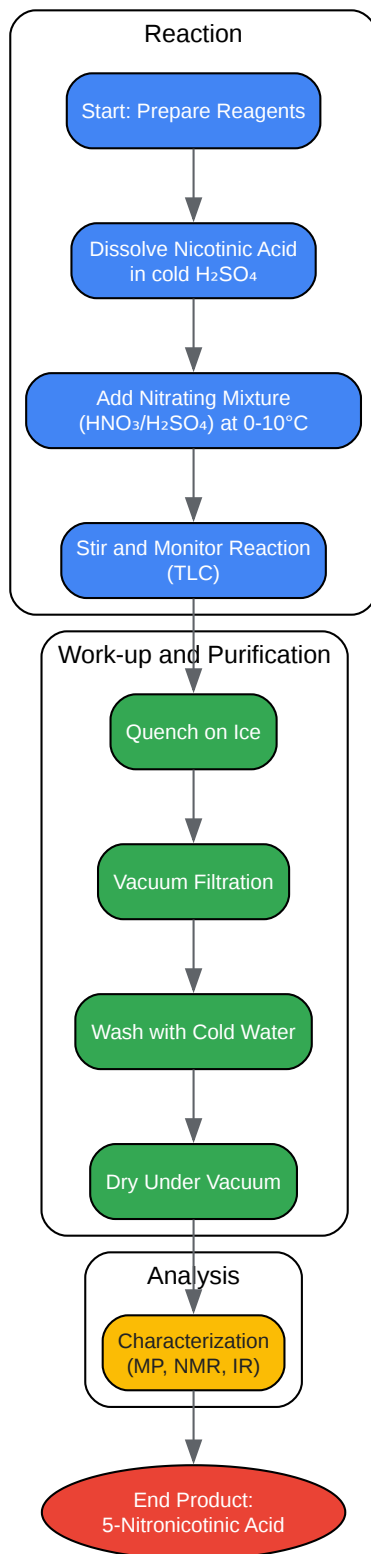 Reaction
Start: Prepare Reagents
Dissolve Nicotinic Acid
in cold H₂SO₄
Add Nitrating Mixture
(HNO₃/H₂SO₄) at 0-10°C
Stir and Monitor Reaction
(TLC)
Work-up and Purification
Quench on Ice
Vacuum Filtration
Wash with Cold Water
Dry Under Vacuum
Analysis
Characterization
(MP, NMR, IR)
End Product:
5-Nitronicotinic Acid